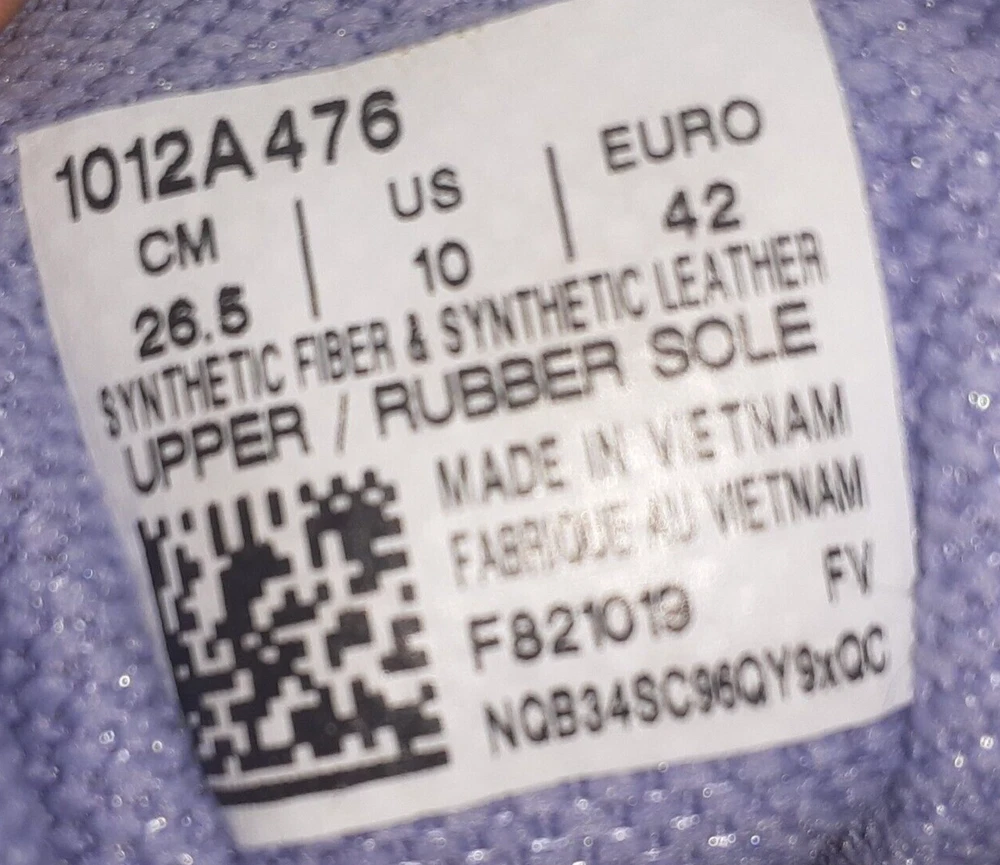 1012A476
CM | US | EURO
26.5 | 10 | 42
SYNTHETIC FIBER & SYNTHETIC LEATHER
UPPER / RUBBER SOLE
MADE IN VIETNAM
FABRIQUE AU VIETNAM
F821019 FV
NQB34SC96QY9xQC